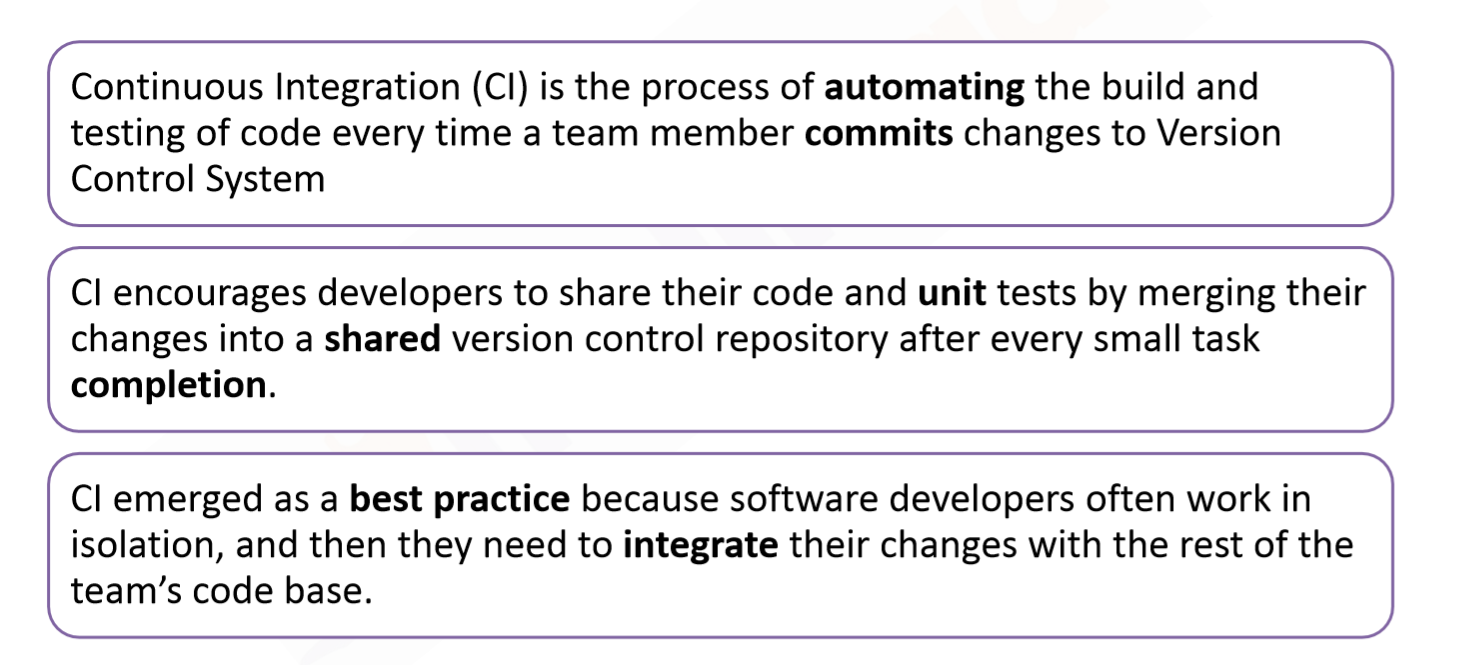 Continuous Integration (CI) is the process of automating the build and
testing of code every time a team member commits changes to Version
Control System
CI encourages developers to share their code and unit tests by merging their
changes into a shared version control repository after every small task
completion.
CI emerged as a best practice because software developers often work in
isolation, and then they need to integrate their changes with the rest of the
team’s code base.